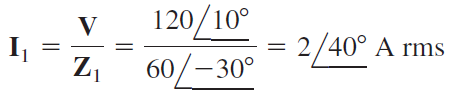 I₁ = V/Z₁ = 120/10° / 60/−30° = 2/40° A rms